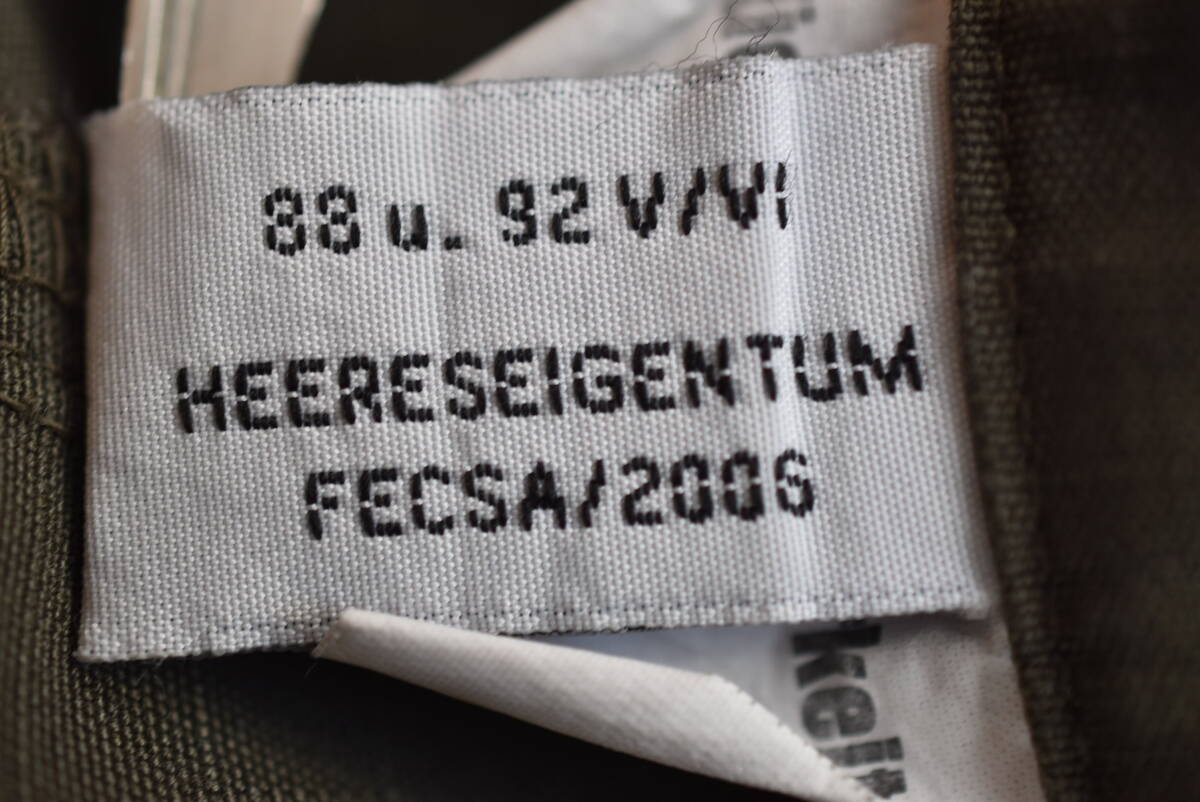 88 u. 92 V/VI
HEERESEIGENTUM
FECSA/2006